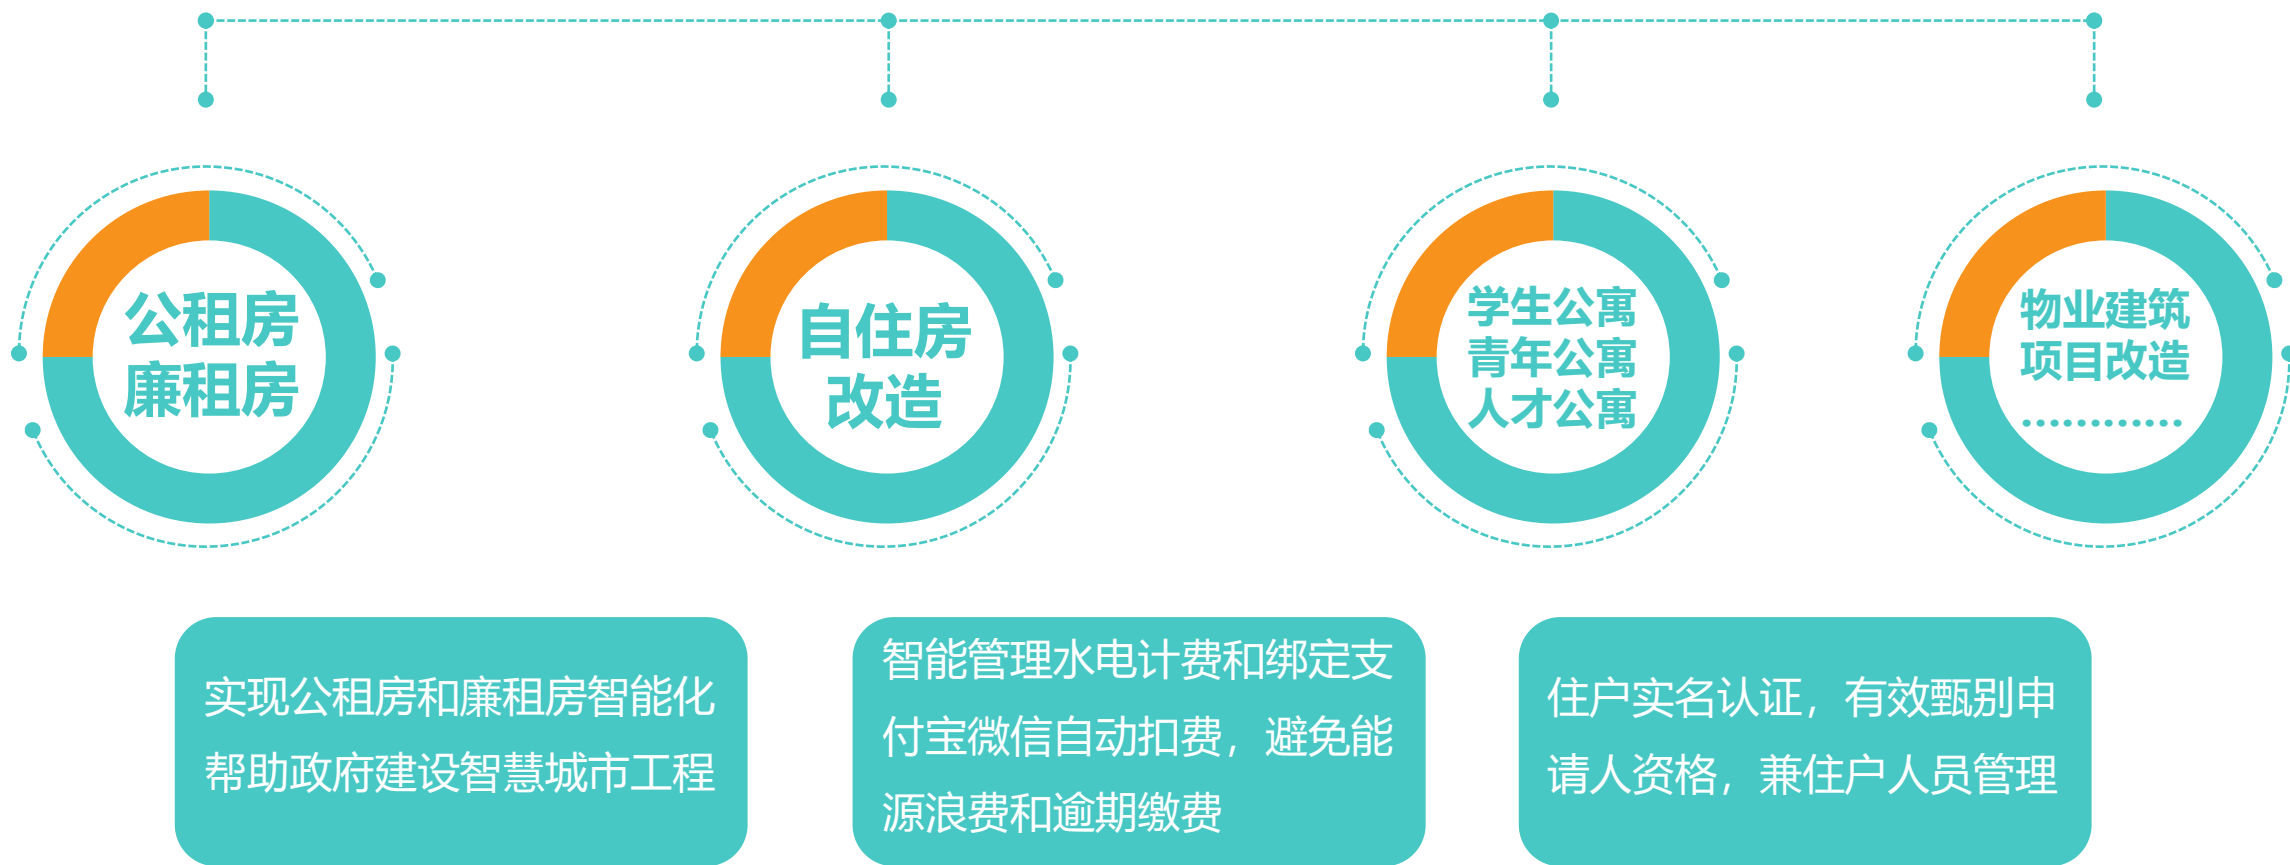 公租房
廉租房
自住房
改造
学生公寓
青年公寓
人才公寓
物业建筑
项目改造
............
实现公租房和廉租房智能化
帮助政府建设智慧城市工程
智能管理水电计费和绑定支
付宝微信自动扣费，避免能
源浪费和逾期缴费
住户实名认证，有效甄别申
请人资格，兼住户人员管理